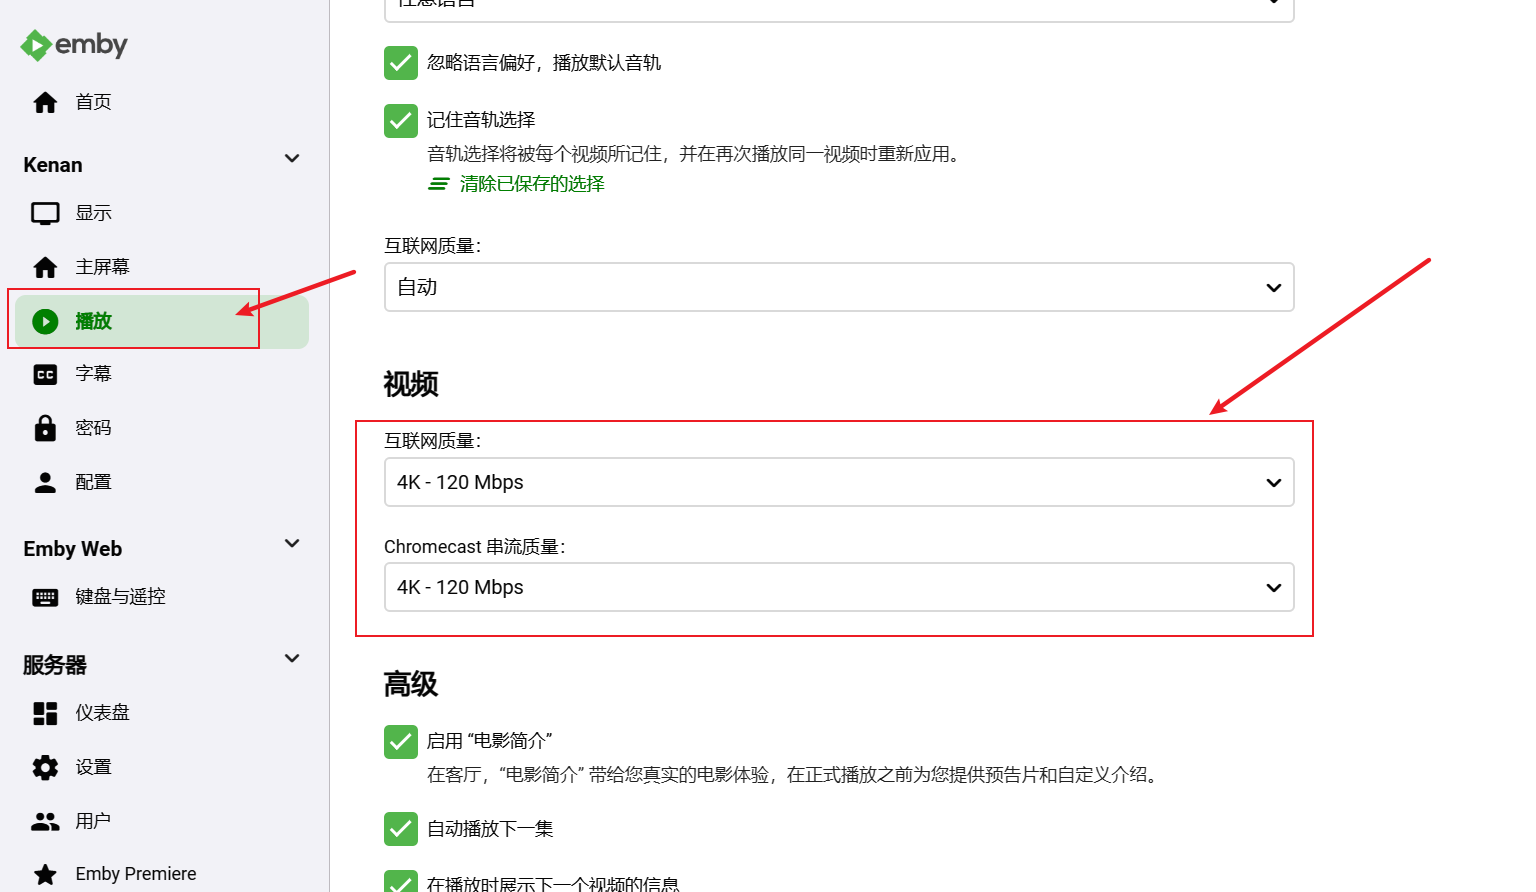 emby
首页
Kenan
显示
主屏幕
播放
字幕
密码
配置
Emby Web
键盘与遥控
服务器
仪表盘
设置
用户
Emby Premiere
忽略语言偏好，播放默认音轨
记住音轨选择
音轨选择将被每个视频所记住，并在再次播放同一视频时重新应用。
清除已保存的选择
互联网质量：
自动
视频
互联网质量：
4K - 120 Mbps
Chromecast 串流质量：
4K - 120 Mbps
高级
启用 “电影简介”
在客厅，“电影简介” 带给您真实的电影体验，在正式播放之前为您提供预告片和自定义介绍。
自动播放下一集
在播放时展示下一个视频的信息